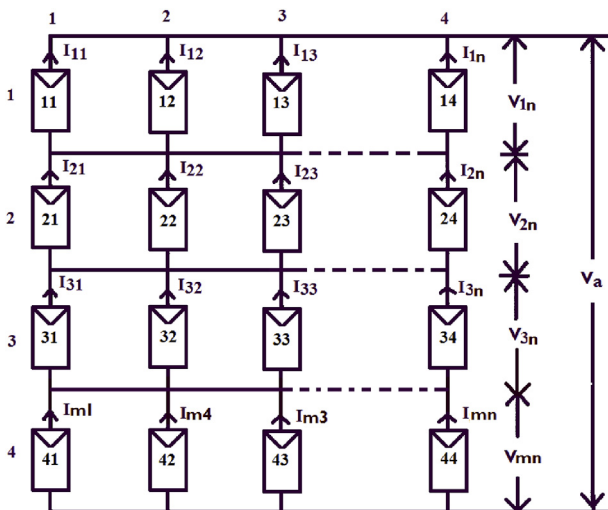 1 2 3 4
I11 I12 I13 I1n
1 11 12 13 14 V1n
I21 I22 I23 I2n
2 21 22 23 24 V2n
Va
I31 I32 I33 I3n
3 31 32 33 34 V3n
Im1 Im4 Im3 Imn
4 41 42 43 44 Vmn